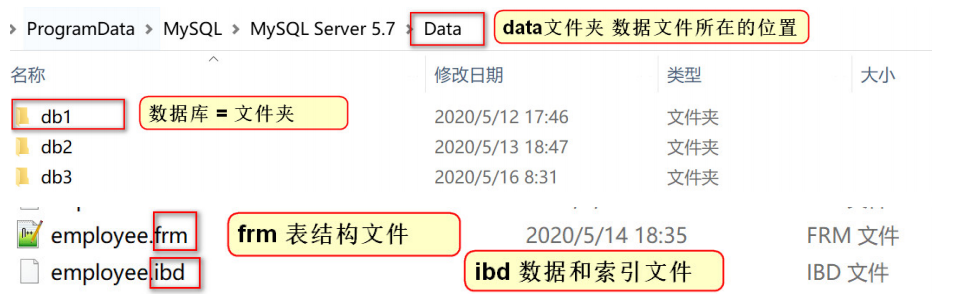 ProgramData > MySQL > MySQL Server 5.7 > Data data文件夹 数据文件所在的位置
名称 修改日期 类型 大小
db1 数据库 = 文件夹 2020/5/12 17:46 文件夹
db2 2020/5/13 18:47 文件夹
db3 2020/5/16 8:31 文件夹
employee.frm frm 表结构文件 2020/5/14 18:35 FRM 文件
employee.ibd ibd 数据和索引文件 IBD 文件